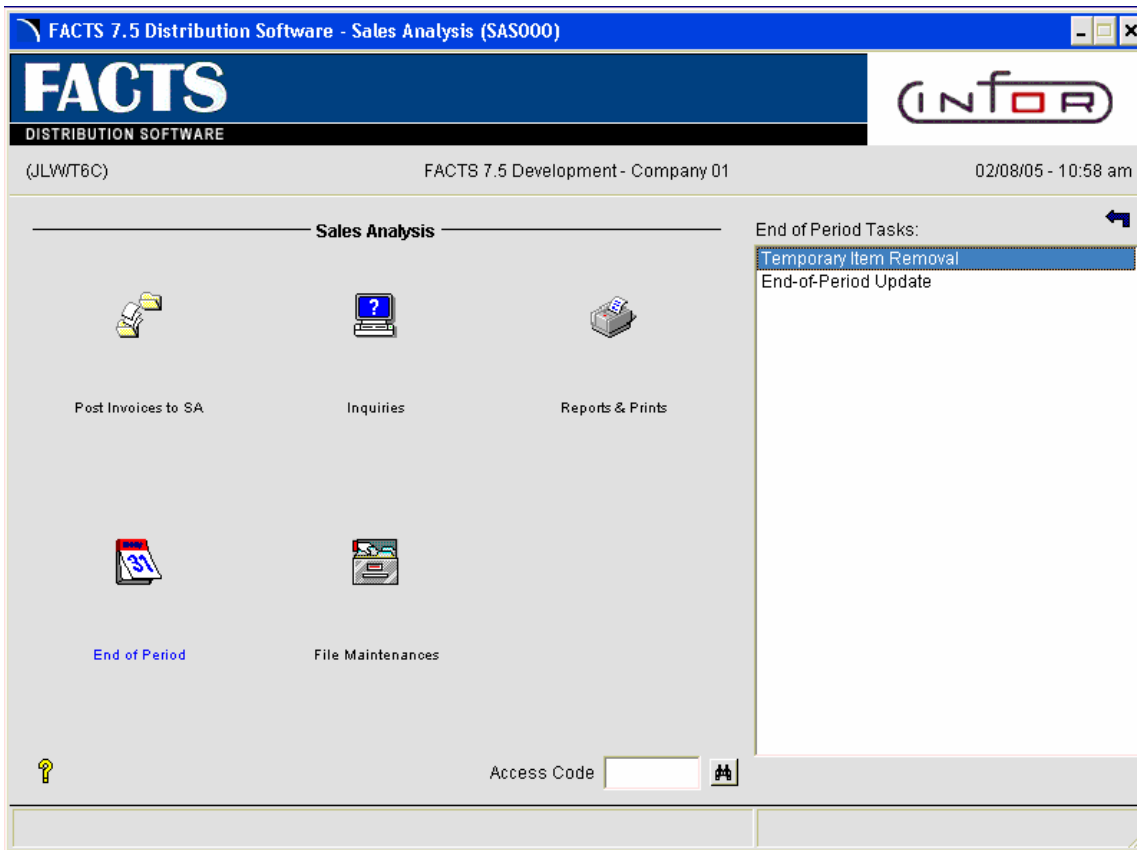 FACTS 7.5 Distribution Software - Sales Analysis (SAS000)
FACTS
DISTRIBUTION SOFTWARE
infor
(JLW/T6C)
FACTS 7.5 Development - Company 01
02/08/05 - 10:58 am
Sales Analysis
End of Period Tasks:
Temporary Item Removal
End-of-Period Update
?
Post Invoices to SA
Inquiries
Reports & Prints
31
End of Period
File Maintenances
?
Access Code